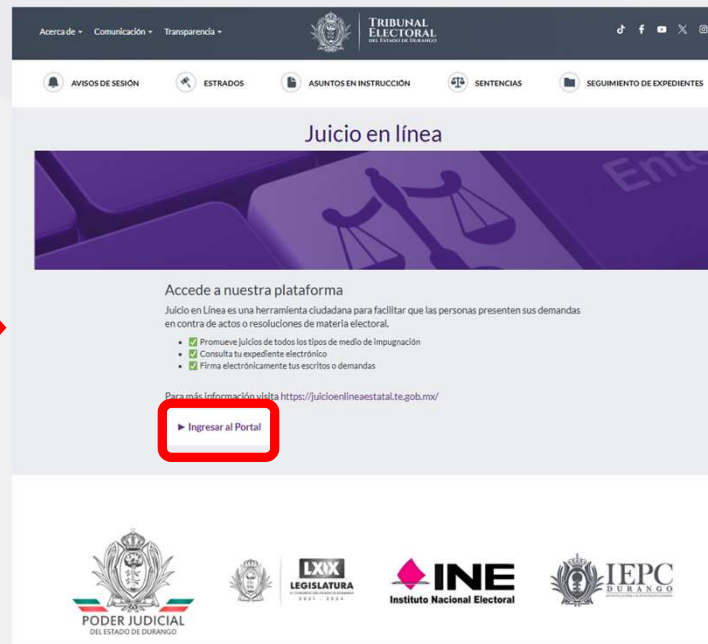 Acerca de
Comunicación
Transparencia
TRIBUNAL
ELECTORAL
DEL ESTADO DE DURANGO
AVISOS DE SESIÓN
ESTRADOS
ASUNTOS EN INSTRUCCIÓN
SENTENCIAS
SEGUIMIENTO DE EXPEDIENTES
Juicio en línea
Ente
Accede a nuestra plataforma
Juicio en Línea es una herramienta ciudadana para facilitar que las personas presenten sus demandas
en contra de actos o resoluciones de materia electoral.
• ✅ Promueve juicios de todos los tipos de medio de impugnación
• ✅ Consulta tu expediente electrónico
• ✅ Firma electrónicamente tus escritos o demandas
Para más información visita https://juicioenlineaestatal.te.gob.mx/
► Ingresar al Portal
PODER JUDICIAL
DEL ESTADO DE DURANGO
LXIX
LEGISLATURA
2021 - 2024
INE
Instituto Nacional Electoral
IEPC
DURANGO